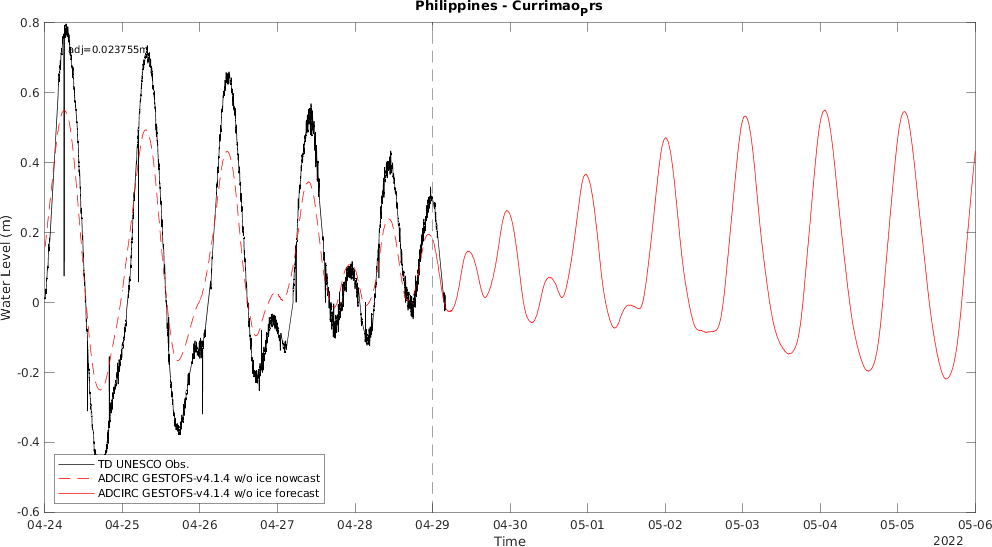 Philippines - Currimao_prs
adj=0.023755m
Water Level (m)
0.8
0.6
0.4
0.2
0
-0.2
-0.4
-0.6
TD UNESCO Obs.
ADCIRC GESTOFS-v4.1.4 w/o ice nowcast
ADCIRC GESTOFS-v4.1.4 w/o ice forecast
04-24 04-25 04-26 04-27 04-28 04-29 04-30 05-01 05-02 05-03 05-04 05-05 05-06
Time
2022